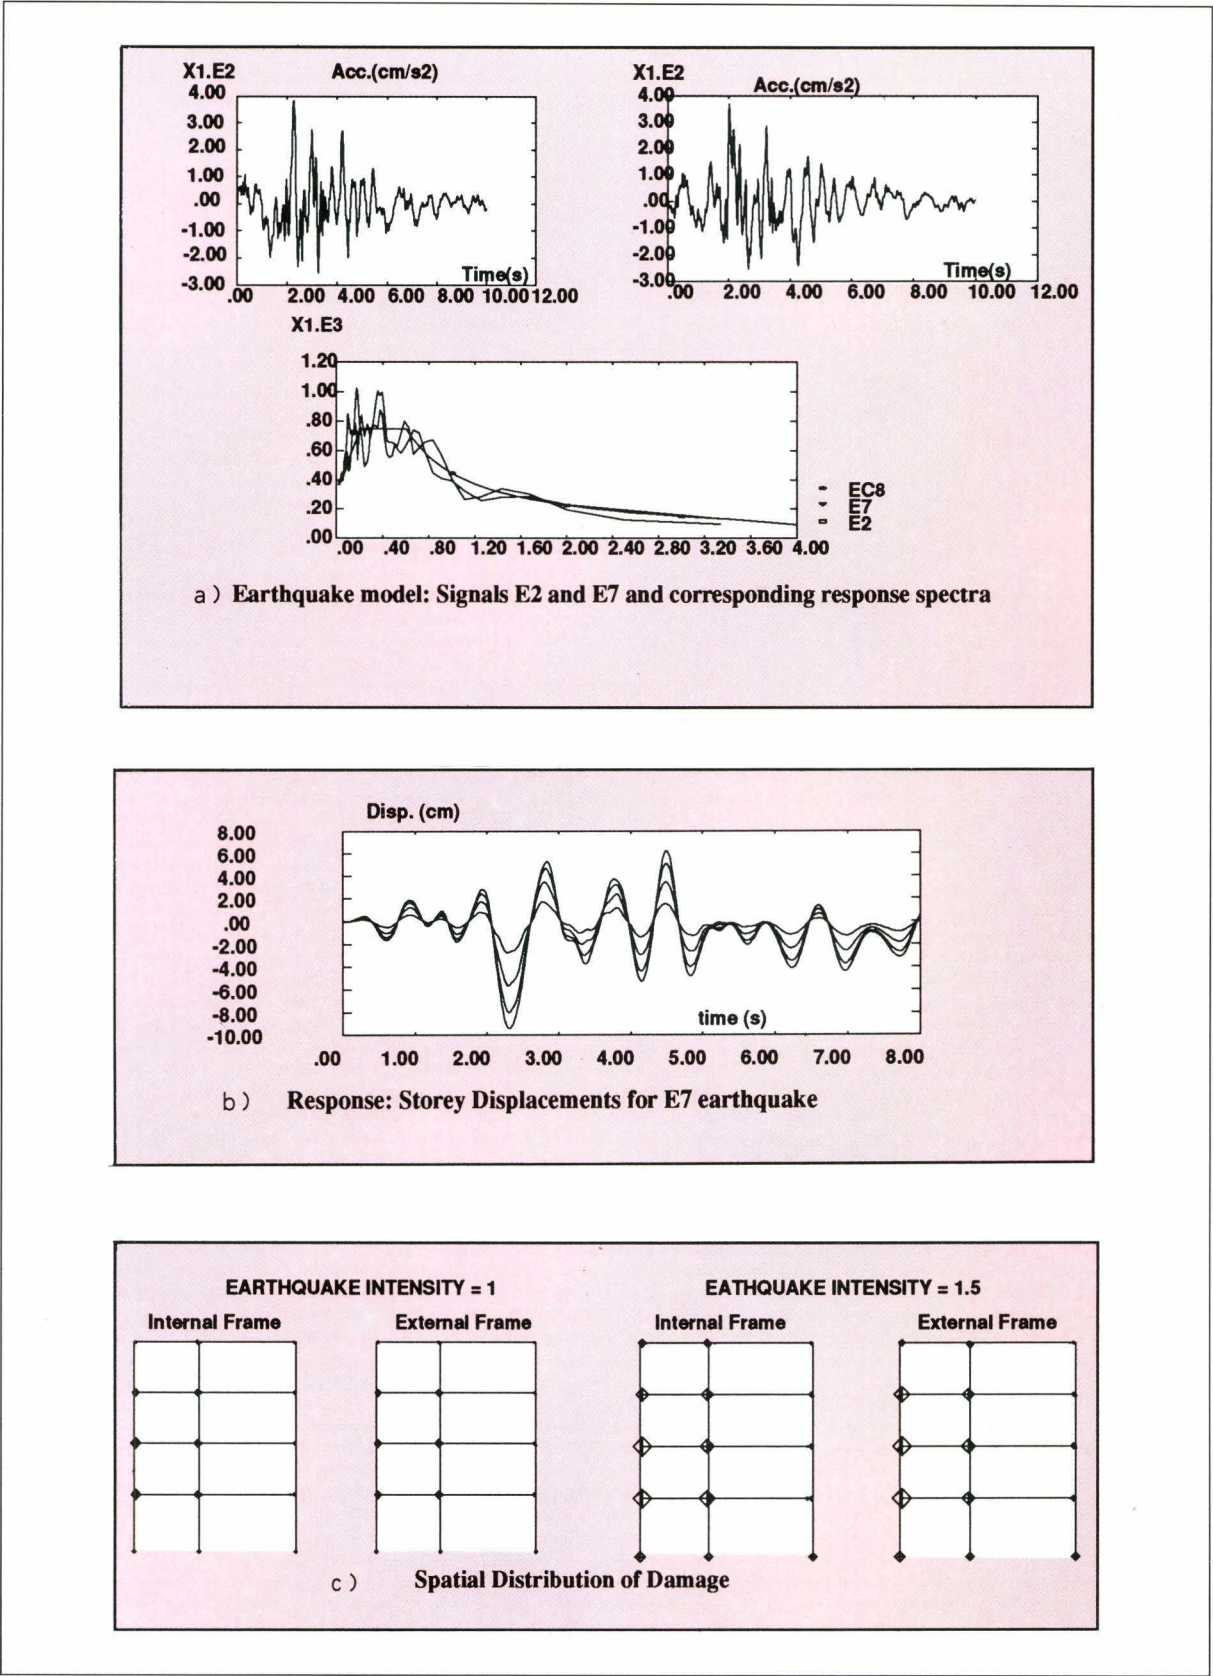 X1.E2 Acc.(cm/s2)
4.00
3.00
2.00
1.00
.00
-1.00
-2.00
-3.00
Time(s)
.00 2.00 4.00 6.00 8.00 10.00 12.00
X1.E2 Acc.(cm/s2)
4.00
3.00
2.00
1.00
.00
-1.00
-2.00
-3.00
Time(s)
.00 2.00 4.00 6.00 8.00 10.00 12.00
X1.E3
1.20
1.00
.80
.60
.40
.20
.00
.00 .40 .80 1.20 1.60 2.00 2.40 2.80 3.20 3.60 4.00
EC8
E7
E2
a) Earthquake model: Signals E2 and E7 and corresponding response spectra
Disp. (cm)
8.00
6.00
4.00
2.00
.00
-2.00
-4.00
-6.00
-8.00
-10.00
time (s)
.00 1.00 2.00 3.00 4.00 5.00 6.00 7.00 8.00
b) Response: Storey Displacements for E7 earthquake
EARTHQUAKE INTENSITY = 1
Internal Frame External Frame
EATHQUAKE INTENSITY = 1.5
Internal Frame External Frame
c) Spatial Distribution of Damage